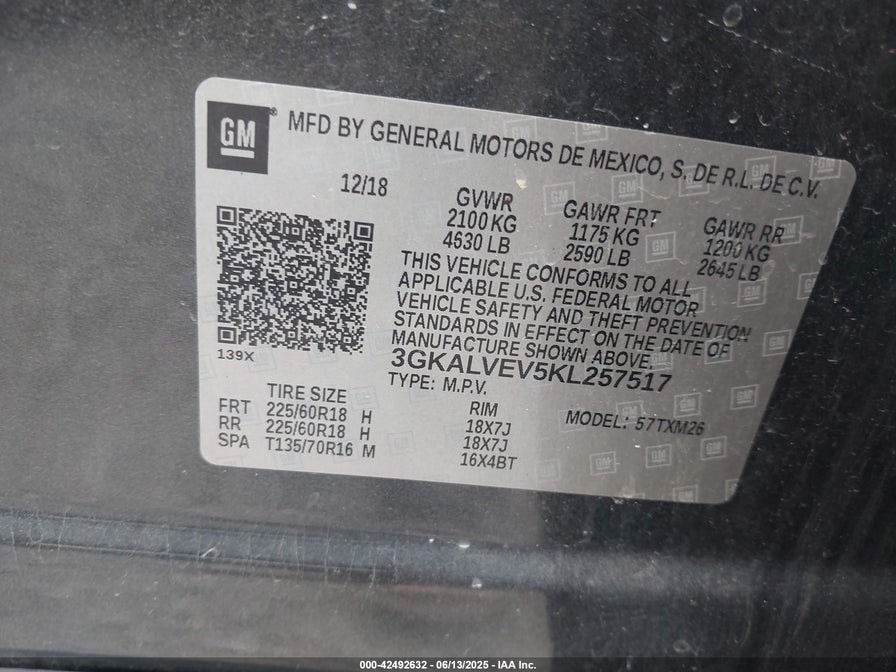 GM
MFD BY GENERAL MOTORS DE MEXICO, S. DE R.L. DE C.V.
12/18
GVWR
2100 KG
4630 LB
GAWR FRT
1175 KG
2590 LB
GAWR RR
1200 KG
2645 LB
THIS VEHICLE CONFORMS TO ALL
APPLICABLE U.S. FEDERAL MOTOR
VEHICLE SAFETY AND THEFT PREVENTION
STANDARDS IN EFFECT ON THE DATE OF
MANUFACTURE SHOWN ABOVE.
3GKALVEV5KL257517
TYPE: M.P.V.
139X
TIRE SIZE
RIM
MODEL: 57TXM26
FRT 225/60R18 H 18X7J
RR 225/60R18 H 18X7J
SPA T135/70R16 M 16X4BT
000-42492632 - 06/13/2025 - IAA Inc.